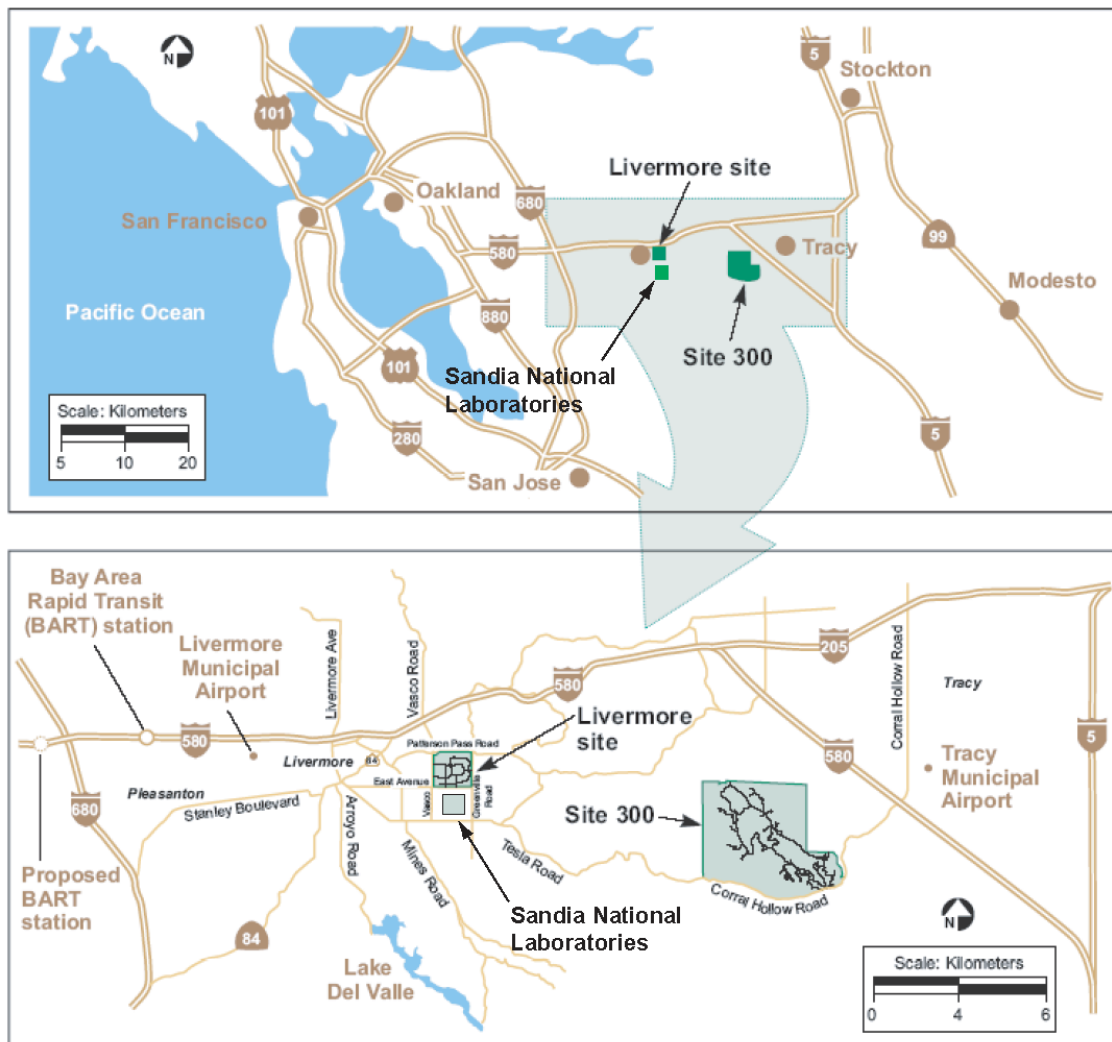 N
5
Stockton
101
Livermore site
Oakland
680
San Francisco
99
580
Tracy
Modesto
Pacific Ocean
880
Site 300
101
Sandia National
Laboratories
Scale: Kilometers
5 10 20
280
5
San Jose
Bay Area
Rapid Transit
(BART) station
Livermore
Municipal
Airport
Livermore Ave
Vasco Road
205
Corral Hollow Road
580
Tracy
Livermore
site
580
Patterson Pass Road
5
Livermore
84
580
East Avenue
Tracy
Municipal
Airport
Pleasanton
Stanley Boulevard
680
Vasco
Greenville
Road
Site 300
Arroyo Road
Mines Road
Tesla Road
Proposed
BART
station
Corral Hollow Road
Sandia National
Laboratories
N
84
Lake
Del Valle
Scale: Kilometers
0 4 6